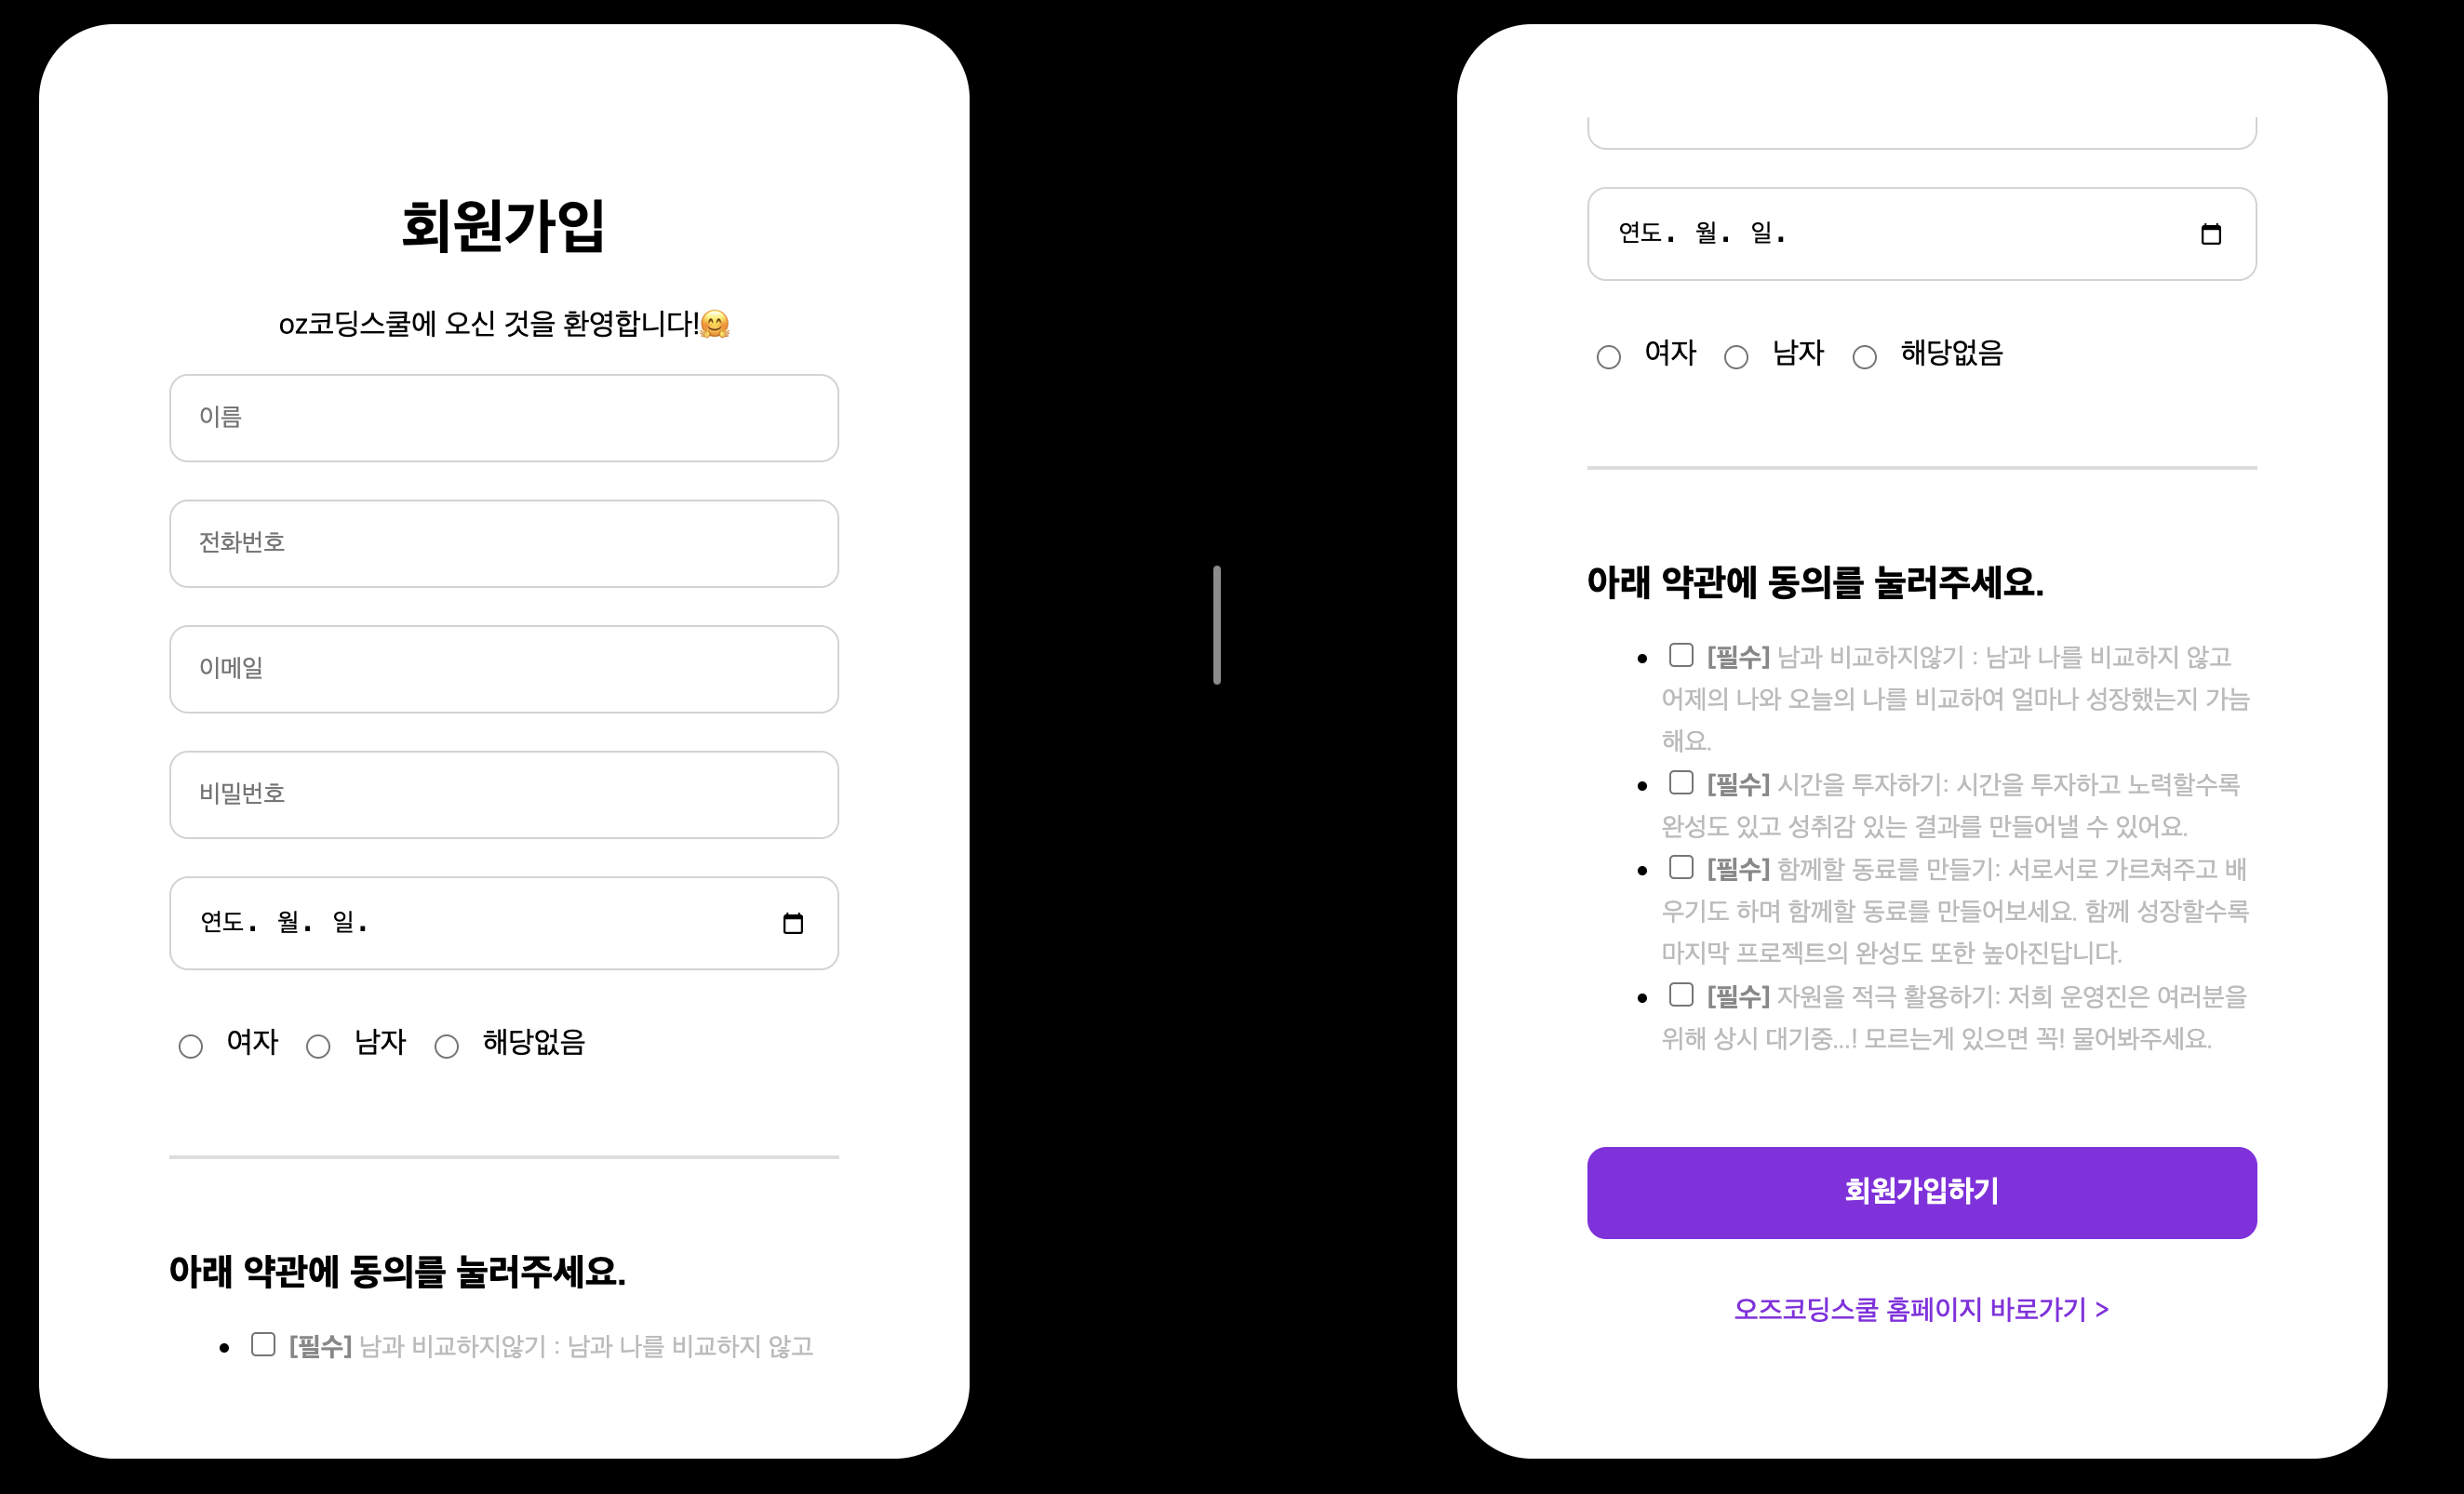 회원가입
oz코딩스쿨에 오신 것을 환영합니다!🤗
이름
전화번호
이메일
비밀번호
연도. 월. 일.
여자 남자 해당없음
아래 약관에 동의를 눌러주세요.
[필수] 남과 비교하지않기 : 남과 나를 비교하지 않고
연도. 월. 일.
여자 남자 해당없음
아래 약관에 동의를 눌러주세요.
[필수] 남과 비교하지않기 : 남과 나를 비교하지 않고
어제의 나와 오늘의 나를 비교하여 얼마나 성장했는지 가늠
해요.
[필수] 시간을 투자하기: 시간을 투자하고 노력할수록
완성도 있고 성취감 있는 결과를 만들어낼 수 있어요.
[필수] 함께할 동료를 만들기: 서로서로 가르쳐주고 배
우기도 하며 함께할 동료를 만들어보세요. 함께 성장할수록
마지막 프로젝트의 완성도 또한 높아진답니다.
[필수] 자원을 적극 활용하기: 저희 운영진은 여러분을
위해 상시 대기중...! 모르는게 있으면 꼭! 물어봐주세요.
회원가입하기
오즈코딩스쿨 홈페이지 바로가기 >